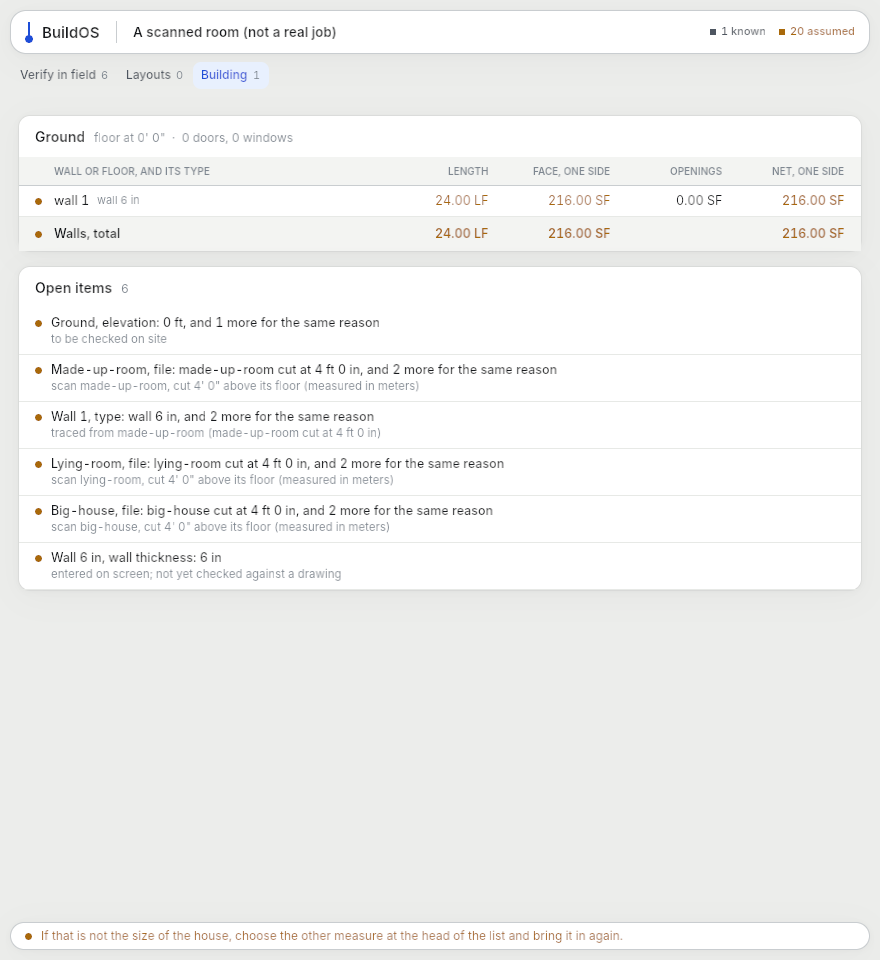 BuildOS A scanned room (not a real job) 1 known 20 assumed
Verify in field 6 Layouts 0 Building 1
Ground floor at 0' 0" · 0 doors, 0 windows
WALL OR FLOOR, AND ITS TYPE LENGTH FACE, ONE SIDE OPENINGS NET, ONE SIDE
wall 1 wall 6 in 24.00 LF 216.00 SF 0.00 SF 216.00 SF
Walls, total 24.00 LF 216.00 SF 216.00 SF
Open items 6
Ground, elevation: 0 ft, and 1 more for the same reason
to be checked on site
Made-up-room, file: made-up-room cut at 4 ft 0 in, and 2 more for the same reason
scan made-up-room, cut 4' 0" above its floor (measured in meters)
Wall 1, type: wall 6 in, and 2 more for the same reason
traced from made-up-room (made-up-room cut at 4 ft 0 in)
Lying-room, file: lying-room cut at 4 ft 0 in, and 2 more for the same reason
scan lying-room, cut 4' 0" above its floor (measured in meters)
Big-house, file: big-house cut at 4 ft 0 in, and 2 more for the same reason
scan big-house, cut 4' 0" above its floor (measured in meters)
Wall 6 in, wall thickness: 6 in
entered on screen; not yet checked against a drawing
If that is not the size of the house, choose the other measure at the head of the list and bring it in again.